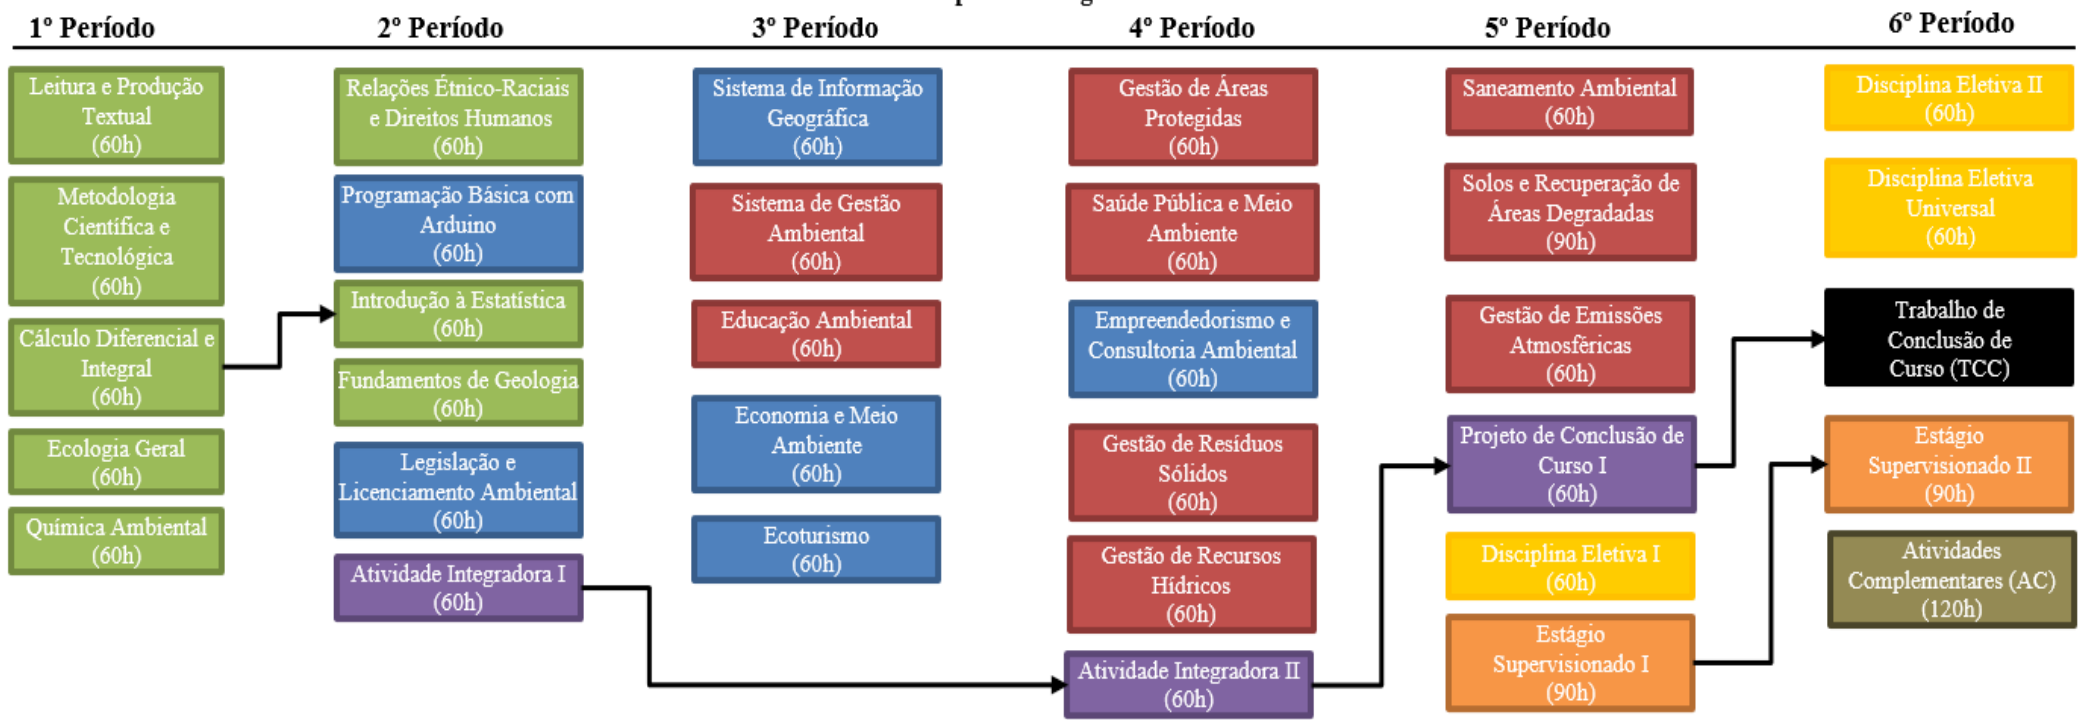 1º Período
2º Período
3º Período
4º Período
5º Período
6º Período
Leitura e Produção
Textual
(60h)
Metodologia
Científica e
Tecnológica
(60h)
Cálculo Diferencial e
Integral
(60h)
Ecologia Geral
(60h)
Química Ambiental
(60h)
Relações Étnico-Raciais
e Direitos Humanos
(60h)
Programação Básica com
Arduino
(60h)
Introdução à Estatística
(60h)
Fundamentos de Geologia
(60h)
Legislação e
Licenciamento Ambiental
(60h)
Atividade Integradora I
(60h)
Sistema de Informação
Geográfica
(60h)
Sistema de Gestão
Ambiental
(60h)
Educação Ambiental
(60h)
Economia e Meio
Ambiente
(60h)
Ecoturismo
(60h)
Gestão de Áreas
Protegidas
(60h)
Saúde Pública e Meio
Ambiente
(60h)
Empreendedorismo e
Consultoria Ambiental
(60h)
Gestão de Resíduos
Sólidos
(60h)
Gestão de Recursos
Hídricos
(60h)
Atividade Integradora II
(60h)
Saneamento Ambiental
(60h)
Solos e Recuperação de
Áreas Degradadas
(90h)
Gestão de Emissões
Atmosféricas
(60h)
Projeto de Conclusão de
Curso I
(60h)
Disciplina Eletiva I
(60h)
Estágio
Supervisionado I
(90h)
Disciplina Eletiva II
(60h)
Disciplina Eletiva
Universal
(60h)
Trabalho de
Conclusão de
Curso (TCC)
Estágio
Supervisionado II
(90h)
Atividades
Complementares (AC)
(120h)